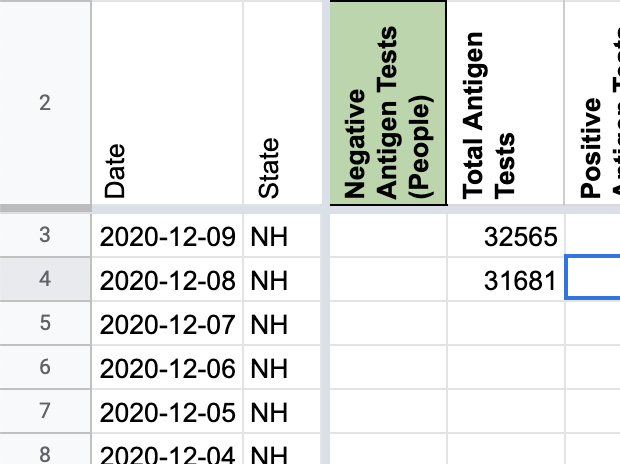 2
Date
State
Negative
Antigen Tests
(People)
Total Antigen
Tests
Positive
3 2020-12-09 NH 32565
4 2020-12-08 NH 31681
5 2020-12-07 NH
6 2020-12-06 NH
7 2020-12-05 NH
8 2020-12-04 NH